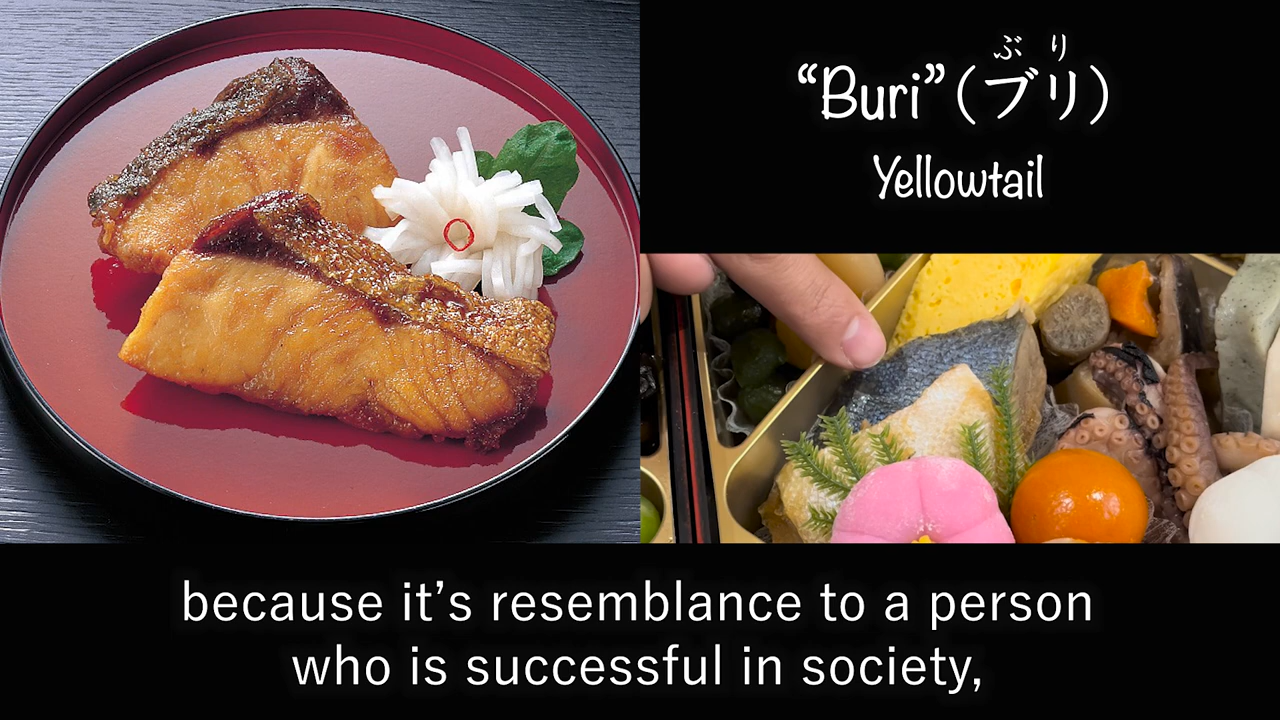 ぶり
“Buri”(ブリ)
Yellowtail
because it’s resemblance to a person
who is successful in society,